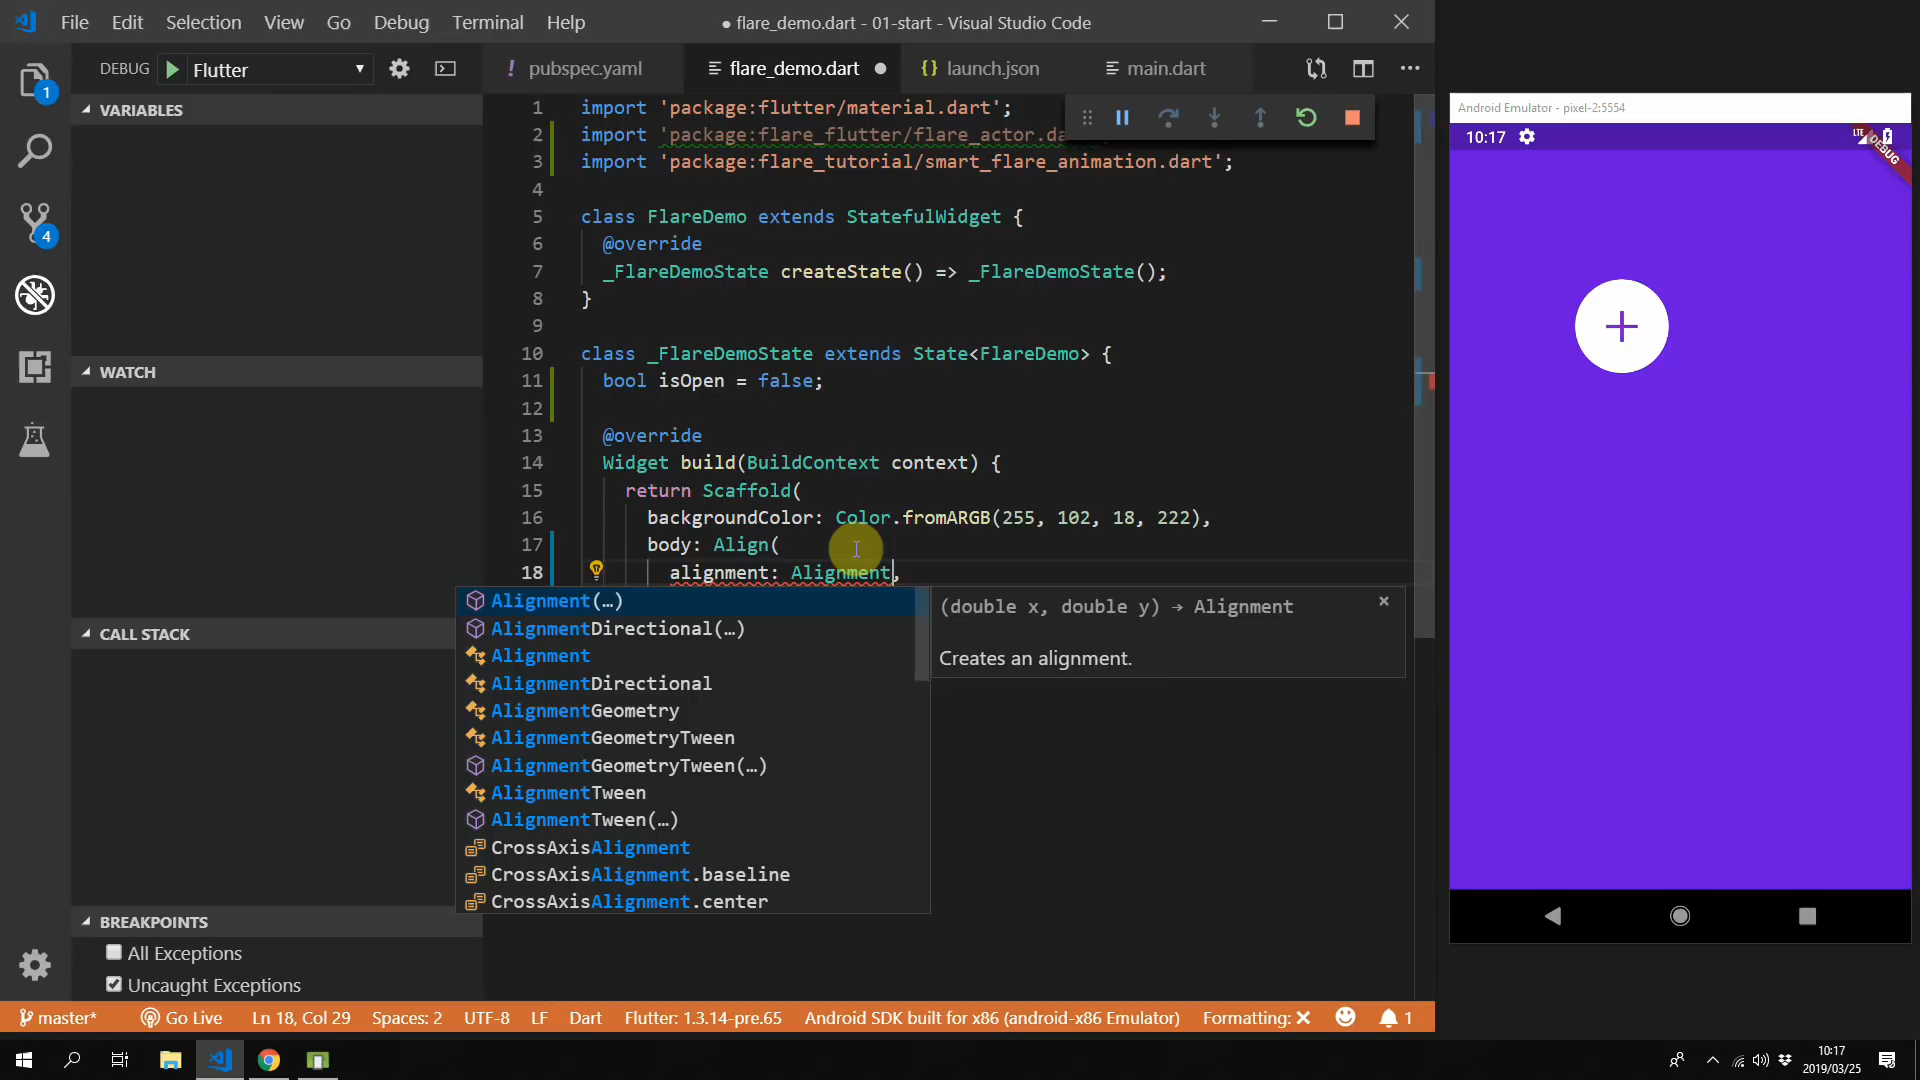 File Edit Selection View Go Debug Terminal Help
● flare_demo.dart - 01-start - Visual Studio Code
DEBUG Flutter
pubspec.yaml flare_demo.dart launch.json main.dart
VARIABLES
WATCH
CALL STACK
BREAKPOINTS
All Exceptions
Uncaught Exceptions
1
4
1 import 'package:flutter/material.dart';
2 import 'package:flare_flutter/flare_actor.da
3 import 'package:flare_tutorial/smart_flare_animation.dart';
4
5 class FlareDemo extends StatefulWidget {
6 @override
7 _FlareDemoState createState() => _FlareDemoState();
8 }
9
10 class _FlareDemoState extends State<FlareDemo> {
11 bool isOpen = false;
12
13 @override
14 Widget build(BuildContext context) {
15 return Scaffold(
16 backgroundColor: Color.fromARGB(255, 102, 18, 222),
17 body: Align(
18 alignment: Alignment,
Alignment(…)
AlignmentDirectional(…)
Alignment
AlignmentDirectional
AlignmentGeometry
AlignmentGeometryTween
AlignmentGeometryTween(…)
AlignmentTween
AlignmentTween(…)
CrossAxisAlignment
CrossAxisAlignment.baseline
CrossAxisAlignment.center
(double x, double y) → Alignment
Creates an alignment.
Android Emulator - pixel-2:5554
10:17
LTE
DEBUG
master* Go Live Ln 18, Col 29 Spaces: 2 UTF-8 LF Dart Flutter: 1.3.14-pre.65 Android SDK built for x86 (android-x86 Emulator) Formatting: ✕ 1
10:17
2019/03/25